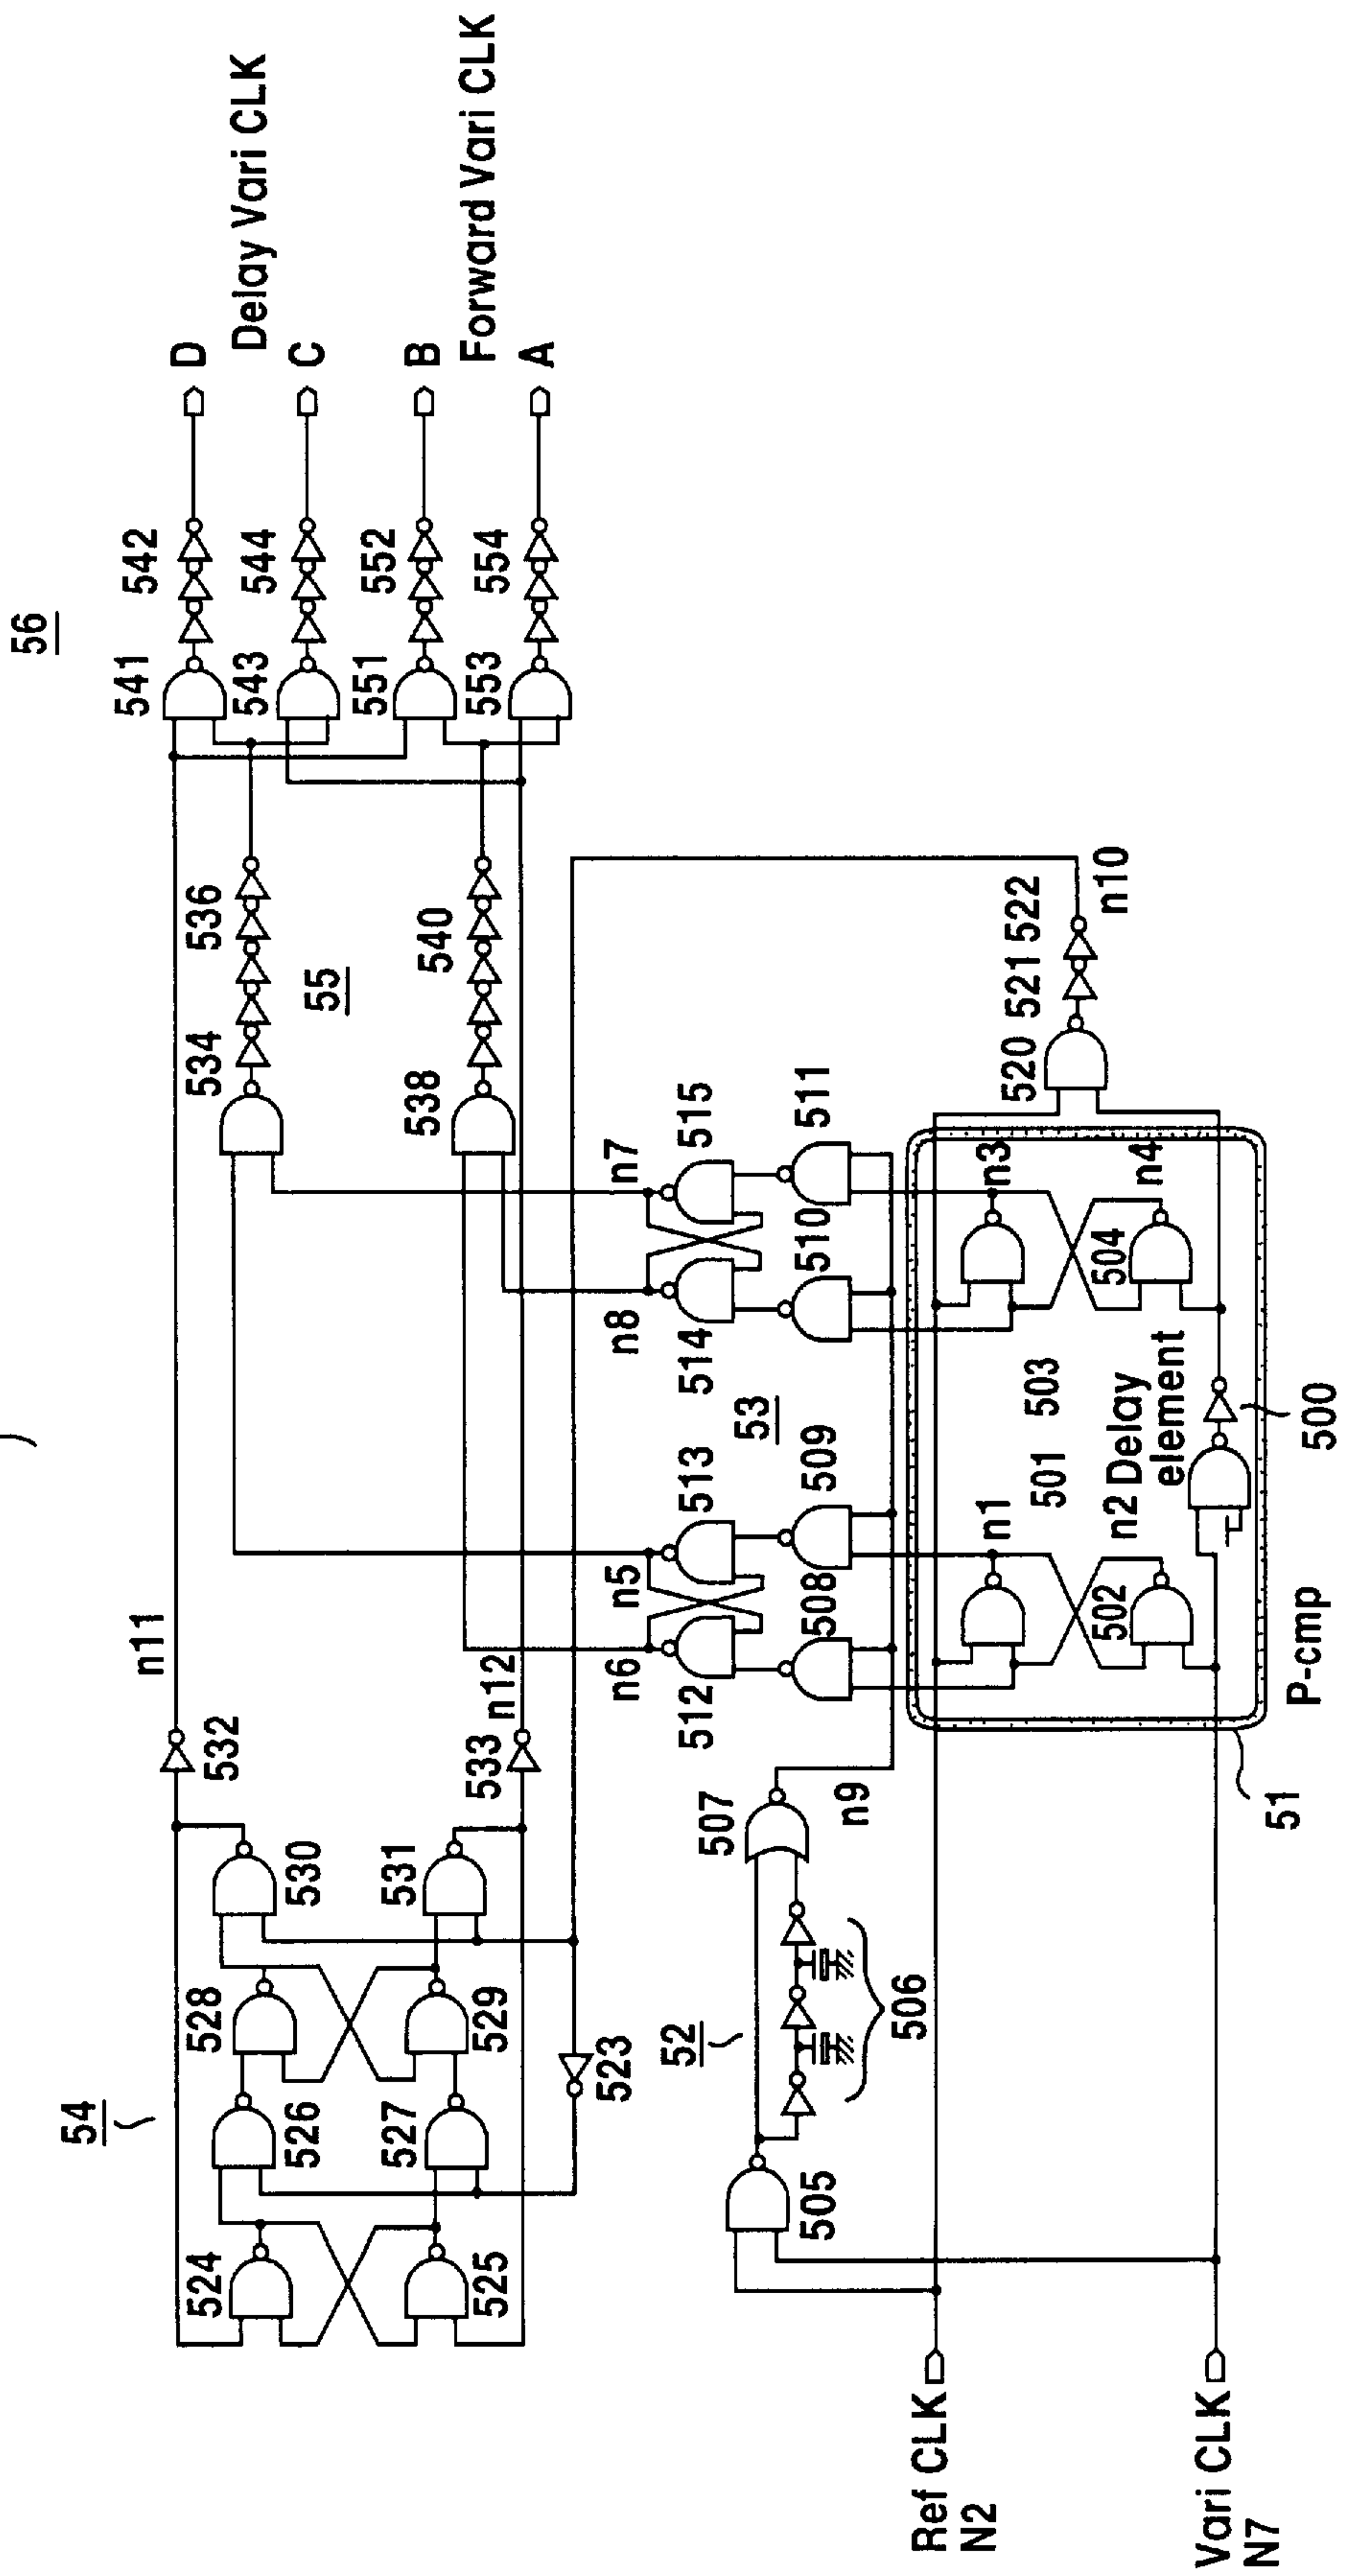 56
D
Delay Vari CLK
C
B
Forward Vari CLK
A
541
542
543
544
551
552
553
554
534
536
55
538
540
n11
532
n12
533
54
524
525
526
527
528
529
530
531
523
n5
n6
n7
n8
512
513
514
515
53
508
509
510
511
52
505
506
507
n9
520
521
522
n10
n1
n2
n3
n4
501
502
503
504
Delay
element
500
P-cmp
51
Ref CLK
N2
Vari CLK
N7